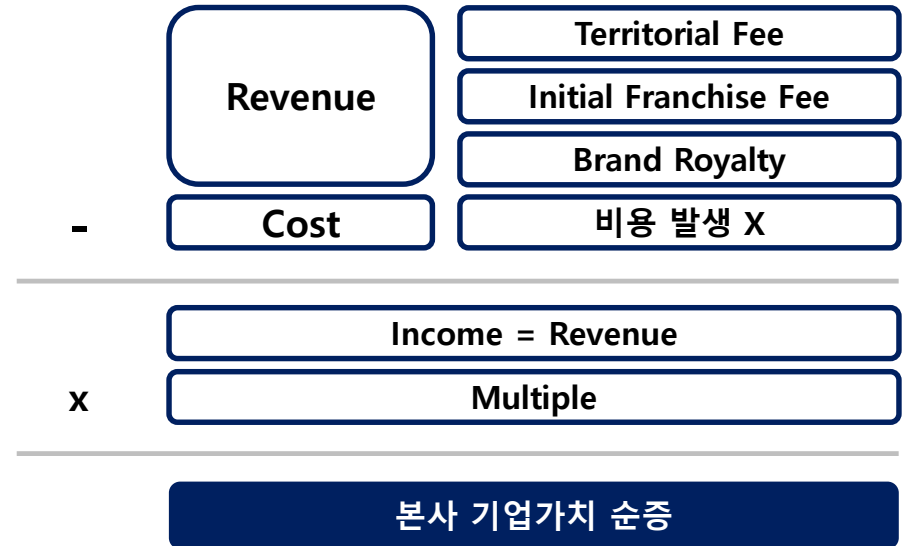 Revenue
Territorial Fee
Initial Franchise Fee
Brand Royalty
- Cost 비용 발생 X
Income = Revenue
x Multiple
본사 기업가치 순증